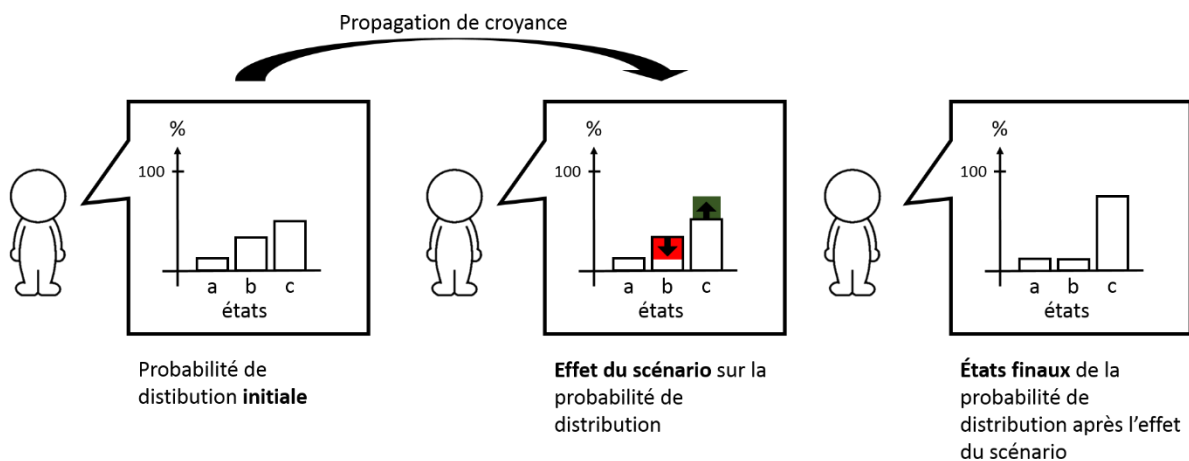 Propagation de croyance
%
100
a b c
états
%
100
a b c
états
%
100
a b c
états
Probabilité de
distibution initiale
Effet du scénario sur la
probabilité de
distribution
États finaux de la
probabilité de
distribution après l'effet
du scénario